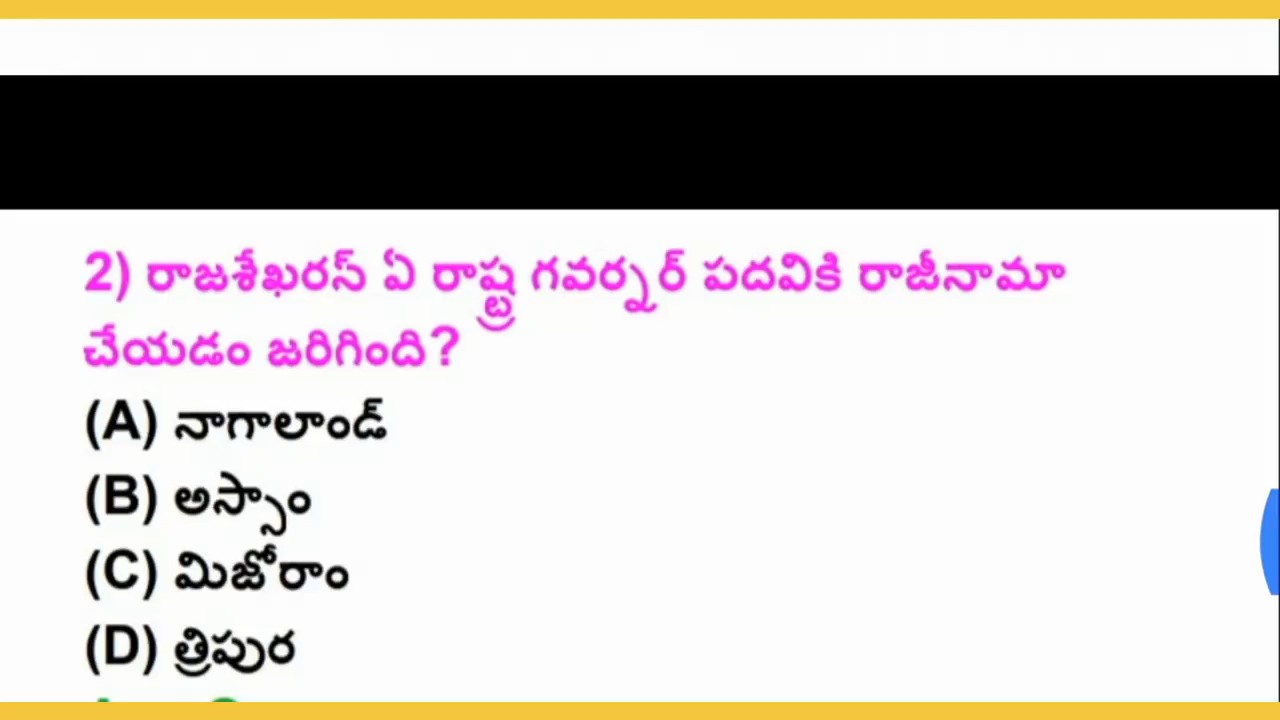 2) రాజశేఖరన్ ఏ రాష్ట్ర గవర్నర్ పదవికి రాజీనామా
చేయడం జరిగింది?
(A) నాగాలాండ్
(B) అస్సాం
(C) మిజోరాం
(D) త్రిపుర